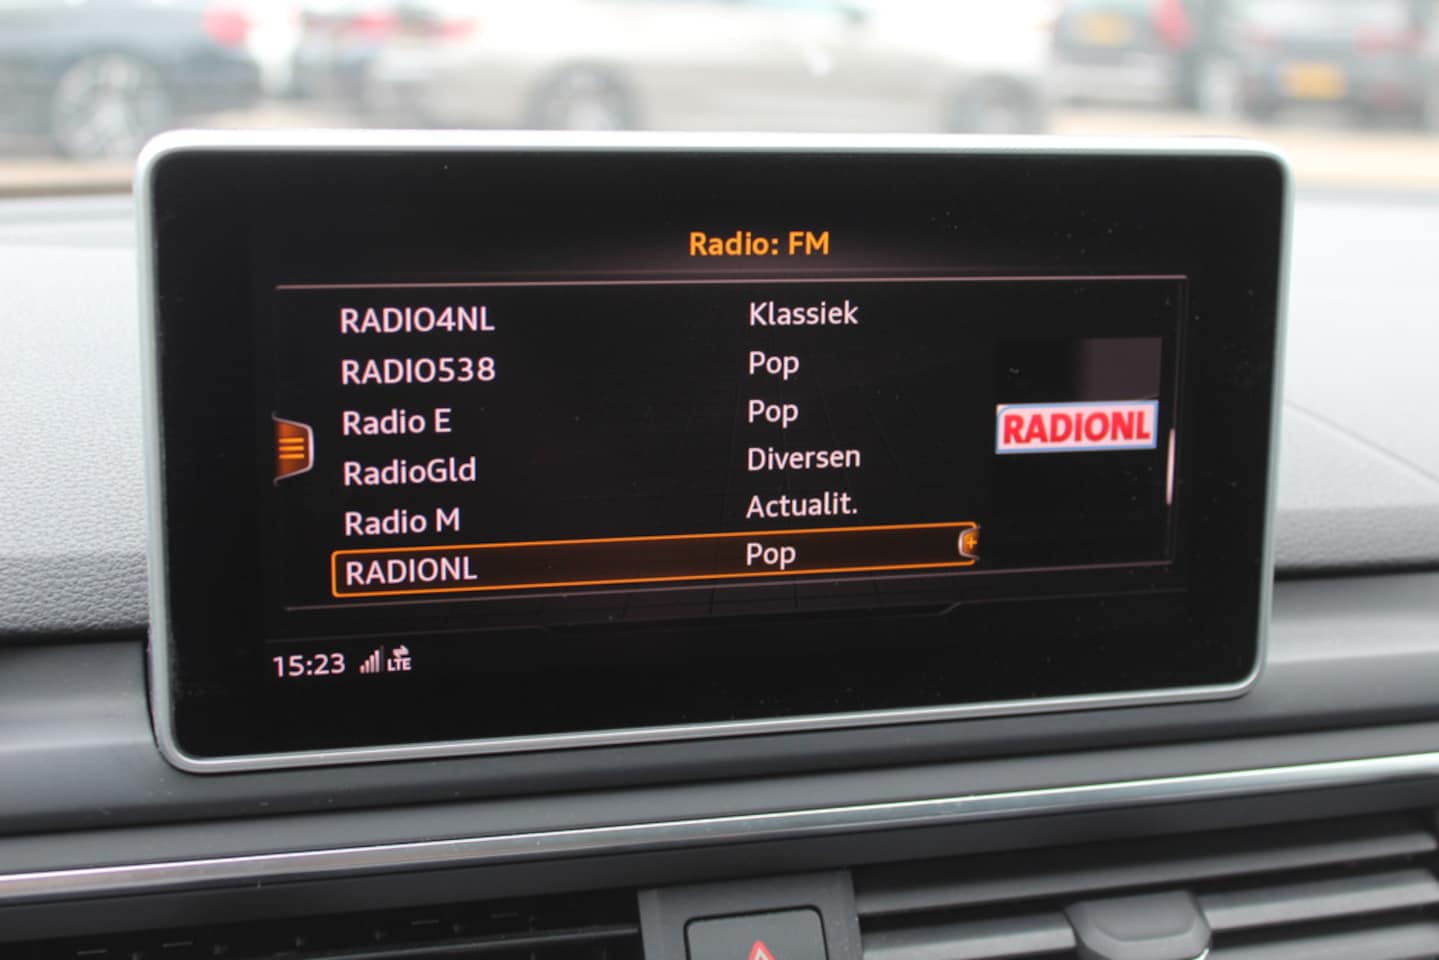 Radio: FM
RADIO4NL Klassiek
RADIO538 Pop
Radio E Pop
RadioGld Diversen
Radio M Actualit.
RADIONL Pop
RADIONL
15:23 LTE